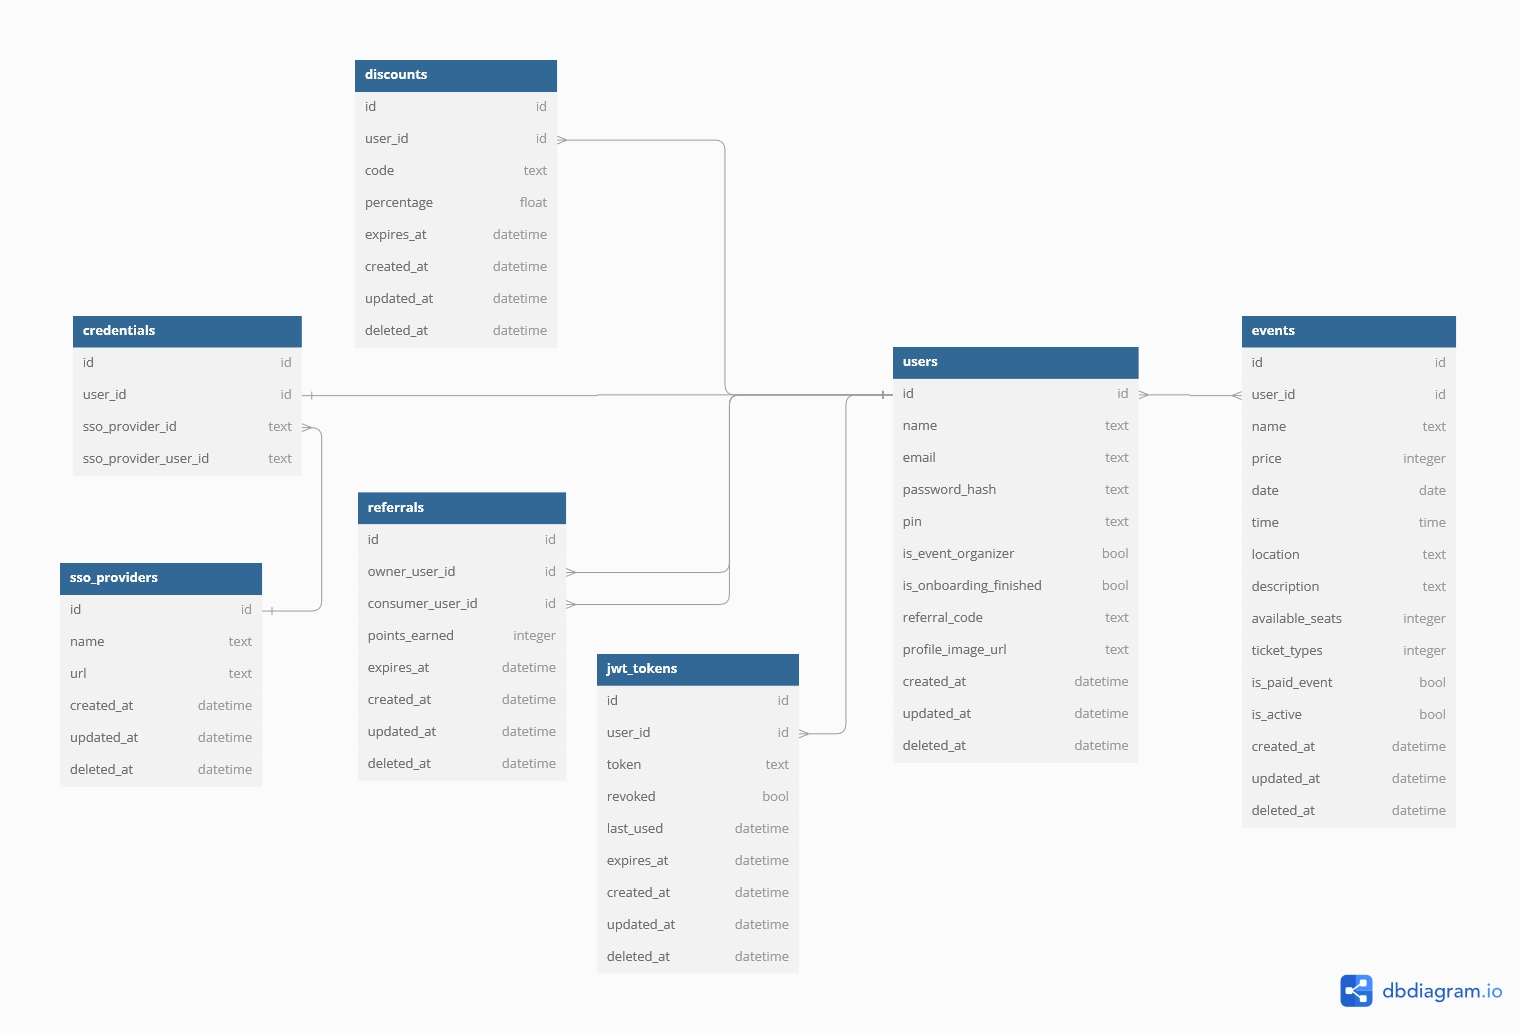 discounts
id id
user_id id
code text
percentage float
expires_at datetime
created_at datetime
updated_at datetime
deleted_at datetime
credentials
id id
user_id id
sso_provider_id text
sso_provider_user_id text
sso_providers
id id
name text
url text
created_at datetime
updated_at datetime
deleted_at datetime
referrals
id id
owner_user_id id
consumer_user_id id
points_earned integer
expires_at datetime
created_at datetime
updated_at datetime
deleted_at datetime
jwt_tokens
id id
user_id id
token text
revoked bool
last_used datetime
expires_at datetime
created_at datetime
updated_at datetime
deleted_at datetime
users
id id
name text
email text
password_hash text
pin text
is_event_organizer bool
is_onboarding_finished bool
referral_code text
profile_image_url text
created_at datetime
updated_at datetime
deleted_at datetime
events
id id
user_id id
name text
price integer
date date
time time
location text
description text
available_seats integer
ticket_types integer
is_paid_event bool
is_active bool
created_at datetime
updated_at datetime
deleted_at datetime
dbdiagram.io